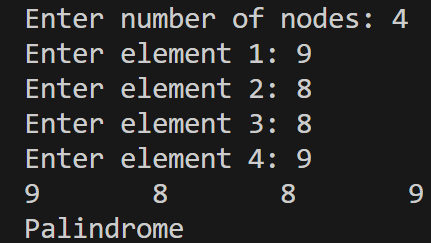 Enter number of nodes: 4
Enter element 1: 9
Enter element 2: 8
Enter element 3: 8
Enter element 4: 9
9 8 8 9
Palindrome